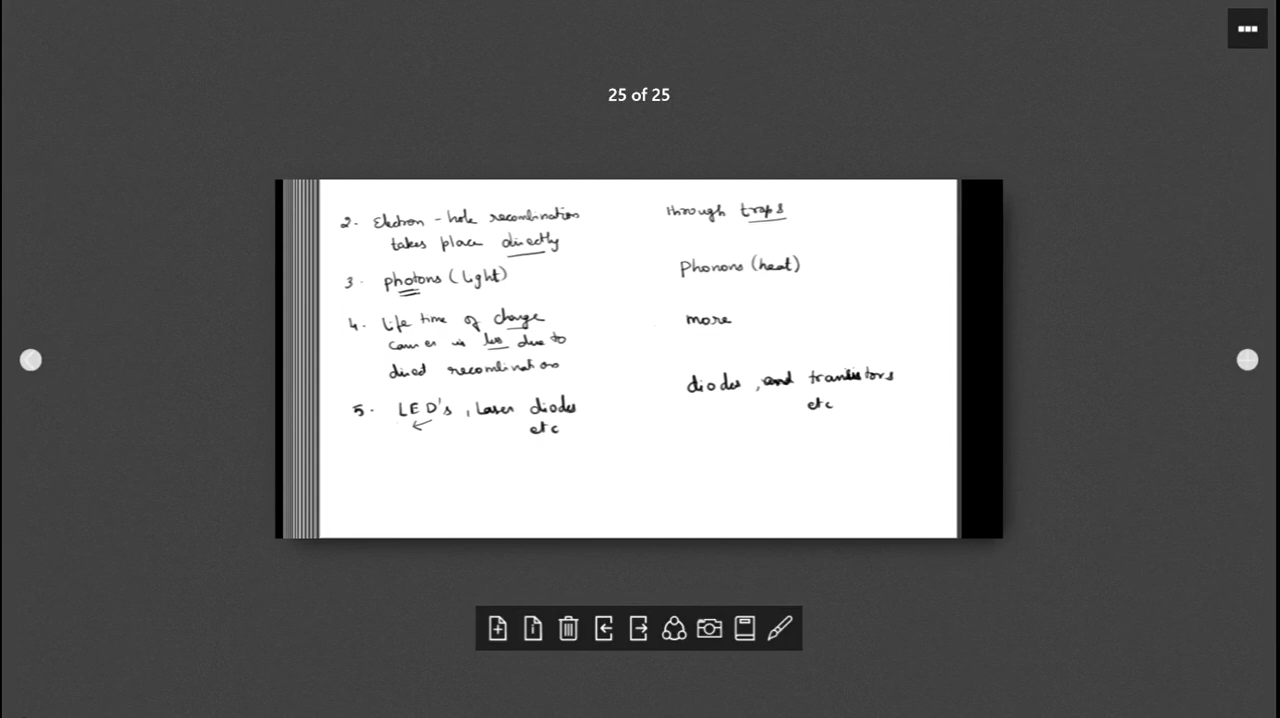 25 of 25
2. Electron - hole recombination
takes place directly
through traps
3. photons (light)
Phonons (heat)
4. Life time of charge
carrier is less due to
direct recombination
more
5. LED's, Laser diodes
etc
diodes, and transistors
etc